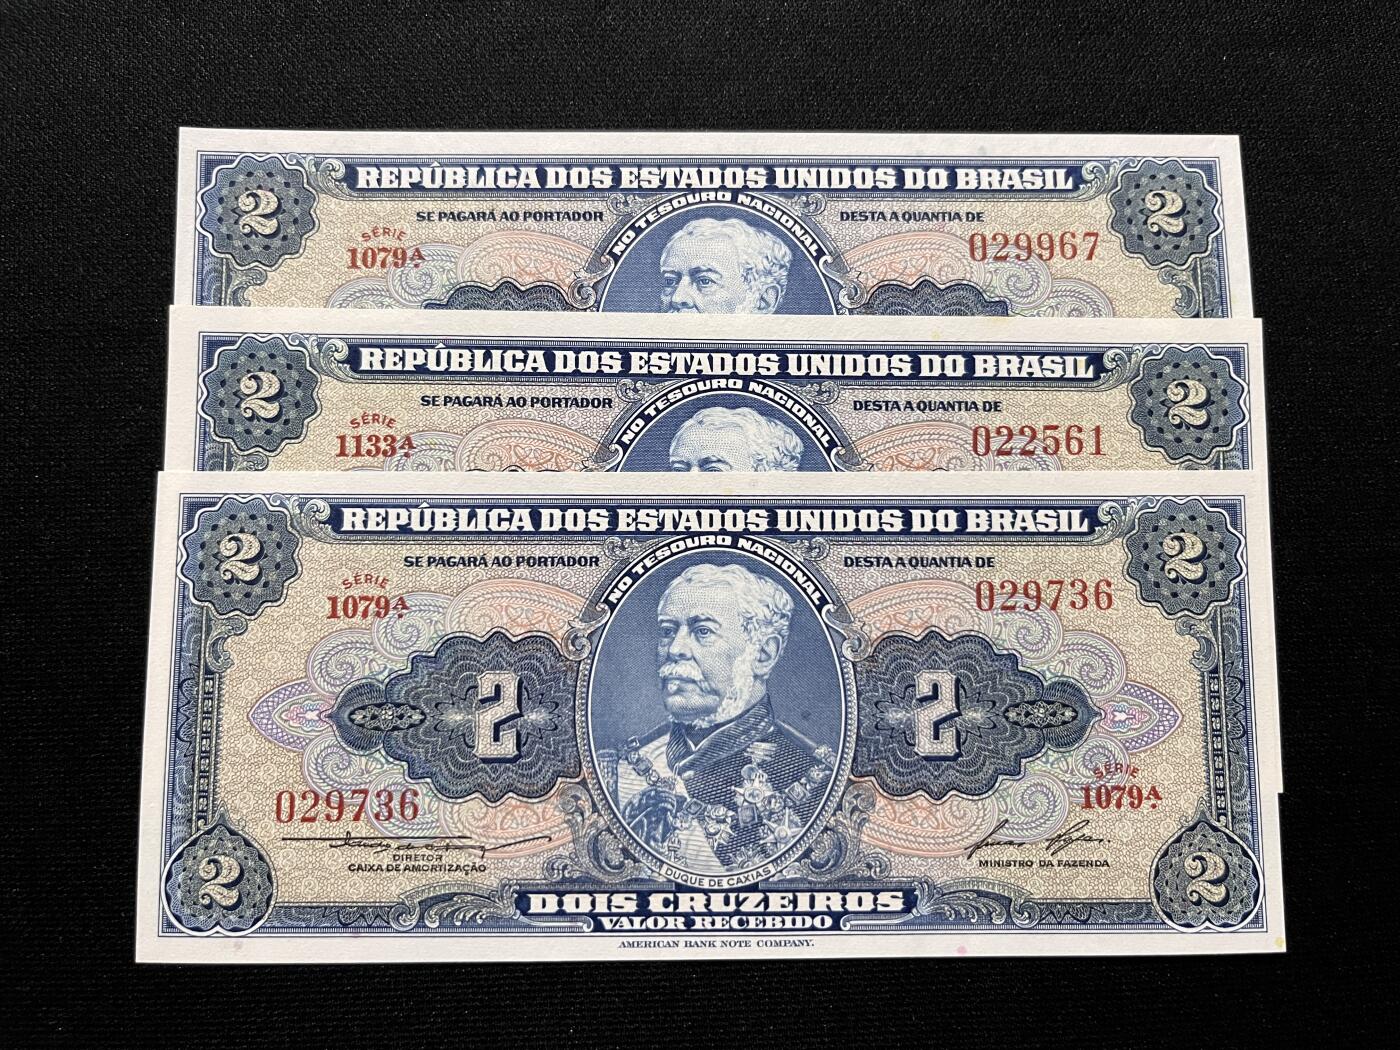 2 REPÚBLICA DOS ESTADOS UNIDOS DO BRASIL 2
SE PAGARÁ AO PORTADOR NO TESOURO NACIONAL DESTA A QUANTIA DE
SÉRIE
1079A. 029967
2 REPÚBLICA DOS ESTADOS UNIDOS DO BRASIL 2
SE PAGARÁ AO PORTADOR NO TESOURO NACIONAL DESTA A QUANTIA DE
SÉRIE
1133A. 022561
2 REPÚBLICA DOS ESTADOS UNIDOS DO BRASIL 2
SE PAGARÁ AO PORTADOR NO TESOURO NACIONAL DESTA A QUANTIA DE
SÉRIE
1079A. 029736
2 2
SÉRIE
029736 1079A.
DIRETOR
CAIXA DE AMORTIZAÇÃO
MINISTRO DA FAZENDA
DUQUE DE CAXIAS
2 DOIS CRUZEIROS 2
VALOR RECEBIDO
AMERICAN BANK NOTE COMPANY.